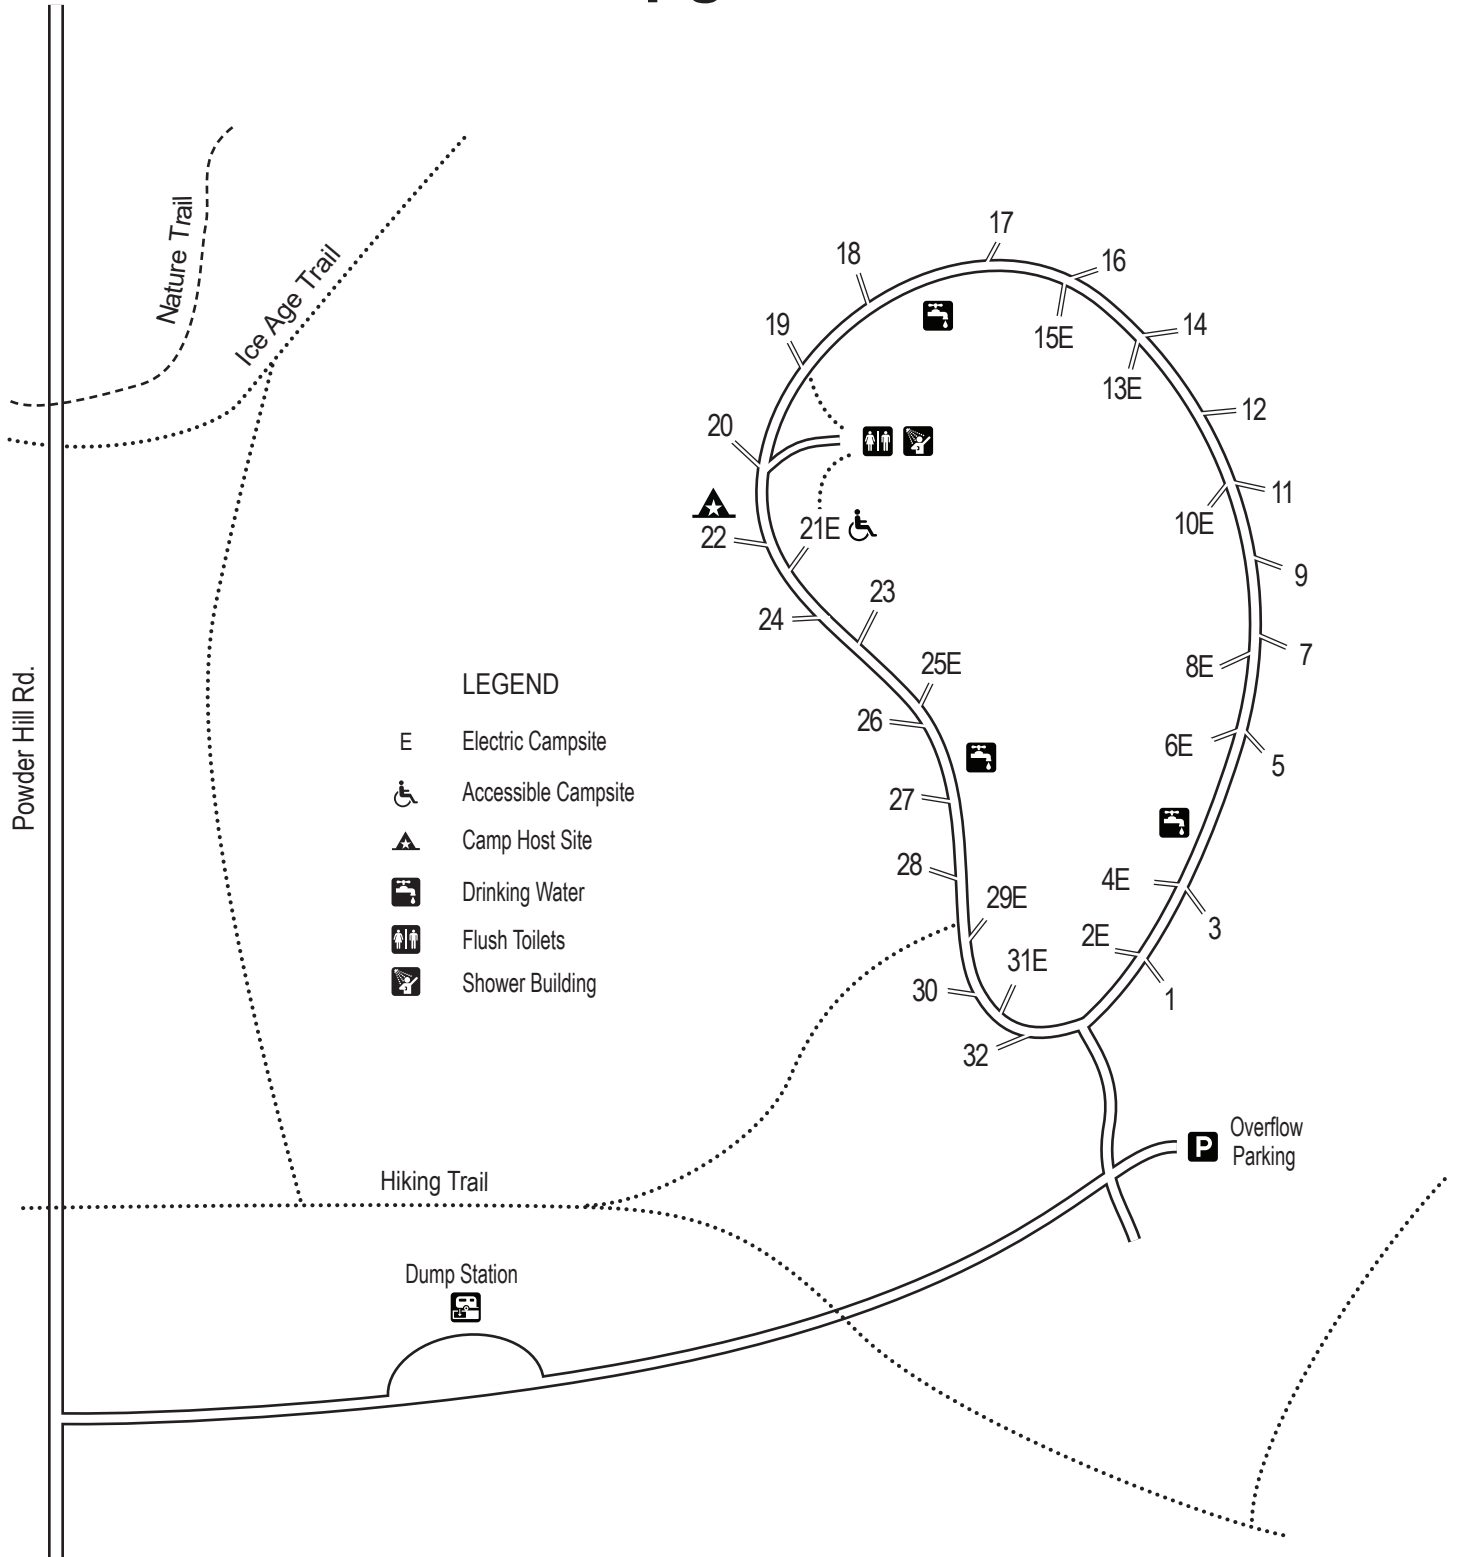 17
18
16
19
14
15E
13E
Nature Trail
Ice Age Trail
12
20
11
10E
21E
22
9
23
24
7
25E
8E
LEGEND
26
6E
5
E Electric Campsite
Accessible Campsite
27
Camp Host Site
28
4E
Drinking Water
29E
3
Flush Toilets
2E
31E
Shower Building
30
1
32
Powder Hill Rd.
Overflow
Parking
P
Hiking Trail
Dump Station